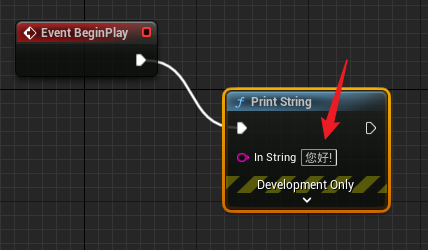 Event BeginPlay
Print String
In String 您好!
Development Only